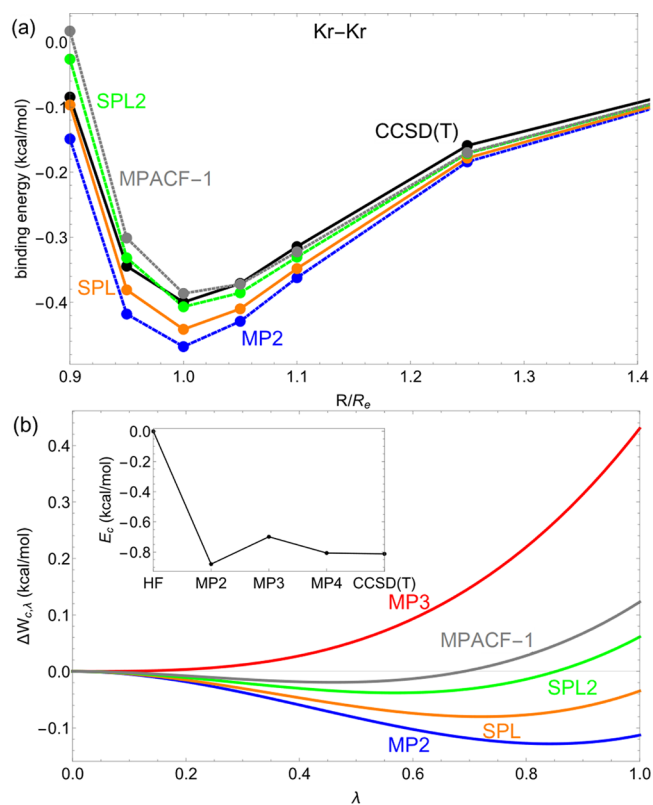 (a)
Kr−Kr
0.0
−0.1
−0.2
−0.3
−0.4
binding energy (kcal/mol)
SPL2
CCSD(T)
MPACF−1
SPL
MP2
0.9
1.0
1.1
1.2
1.3
1.4
R/Re
(b)
0.4
0.3
0.2
0.1
0.0
−0.1
ΔWc,λ (kcal/mol)
0.0
−0.2
−0.4
−0.6
−0.8
Ec (kcal/mol)
HF
MP2
MP3
MP4
CCSD(T)
MP3
MPACF−1
SPL2
SPL
MP2
0.0
0.2
0.4
0.6
0.8
1.0
λ